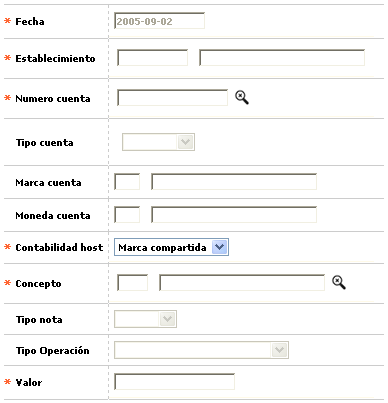 * Fecha 2005-09-02
* Establecimiento
* Numero cuenta
Tipo cuenta
Marca cuenta
Moneda cuenta
* Contabilidad host Marca compartida
* Concepto
Tipo nota
Tipo Operación
* Valor